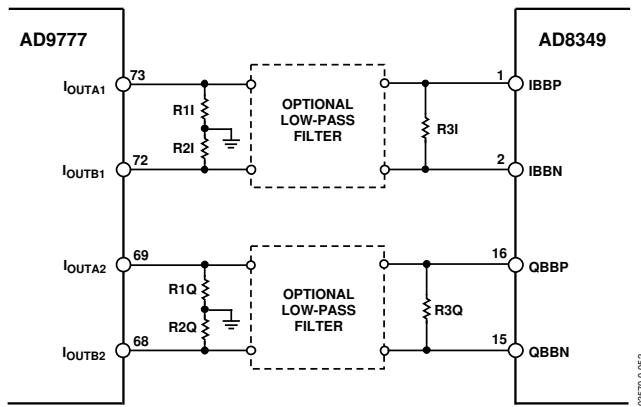 AD9777
AD8349
IOUTA1
73
R1I
R2I
OPTIONAL
LOW-PASS
FILTER
R3I
1
IBBP
IOUTB1
72
2
IBBN
IOUTA2
69
R1Q
R2Q
OPTIONAL
LOW-PASS
FILTER
R3Q
16
QBBP
IOUTB2
68
15
QBBN